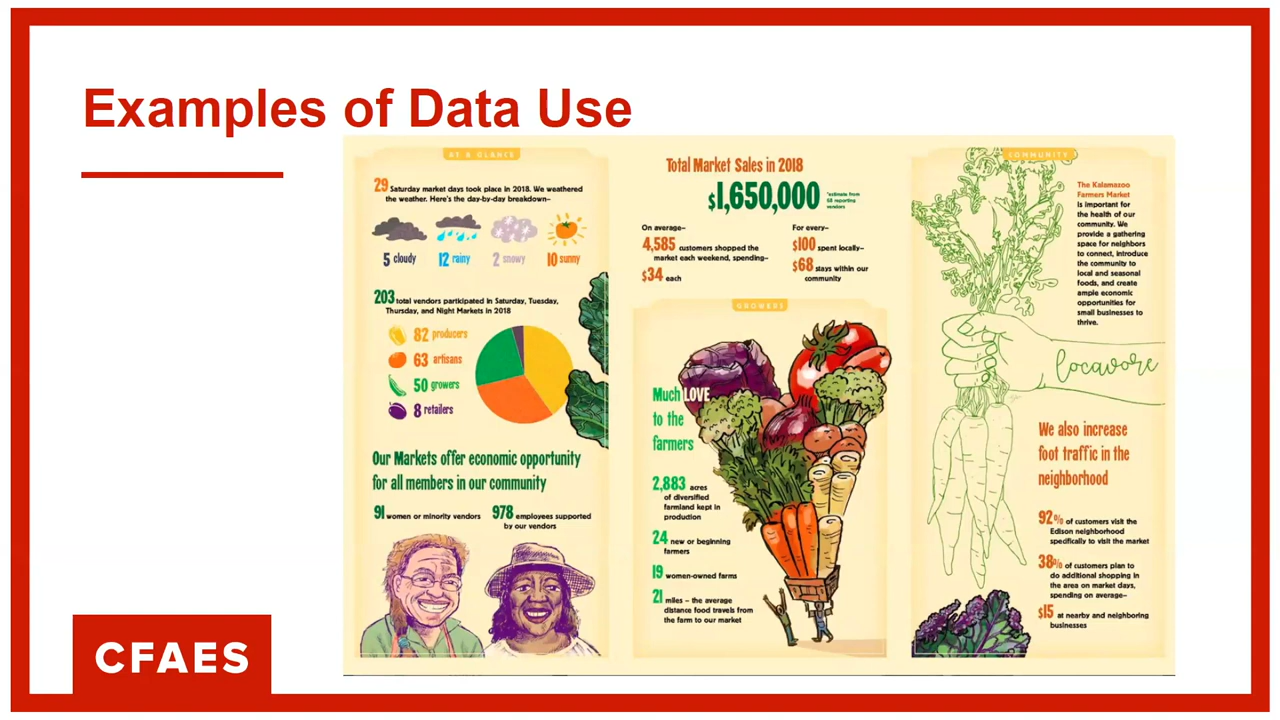 Examples of Data Use
AT A GLANCE
29 Saturday market days took place in 2018. We weathered
the weather. Here's the day-by-day breakdown–
5 cloudy 12 rainy 2 snowy 10 sunny
203 total vendors participated in Saturday, Tuesday,
Thursday, and Night Markets in 2018
82 producers
63 artisans
50 growers
8 retailers
Our Markets offer economic opportunity
for all members in our community
91 women or minority vendors
978 employees supported
by our vendors
Total Market Sales in 2018
$1,650,000
*estimate from
68 reporting
vendors
On average–
4,585 customers shopped the
market each weekend, spending–
$34 each
For every–
$100 spent locally–
$68 stays within our
community
GROWERS
Much LOVE
to the
farmers
2,883 acres
of diversified
farmland kept in
production
24 new or beginning
farmers
19 women-owned farms
21 miles – the average
distance food travels from
the farm to our market
COMMUNITY
The Kalamazoo
Farmers Market
is important for
the health of our
community. We
provide a gathering
space for neighbors
to connect, introduce
the community to
local and seasonal
foods, and create
ample economic
opportunities for
small businesses to
thrive.
locavore
We also increase
foot traffic in the
neighborhood
92% of customers visit the
Edison neighborhood
specifically to visit the market
38% of customers plan to
do additional shopping in
the area on market days,
spending on average–
$15 at nearby and neighboring
businesses
CFAES